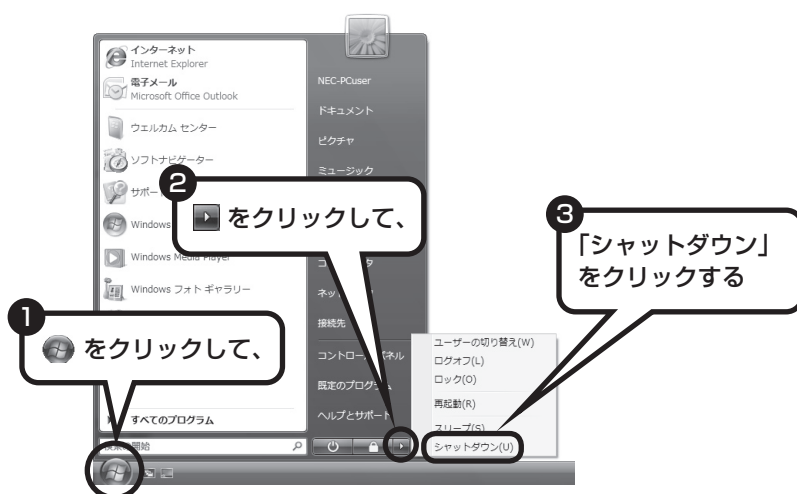 インターネット
Internet Explorer
電子メール
Microsoft Office Outlook
ウェルカム センター
ソフトナビゲーター
サポー
Windows
Windows Media Player
Windows フォト ギャラリー
すべてのプログラム
NEC-PCuser
ドキュメント
ピクチャ
ミュージック
接続先
コントロール パネル
既定のプログラム
ヘルプとサポート
ユーザーの切り替え(W)
ログオフ(L)
ロック(O)
再起動(R)
スリープ(S)
シャットダウン(U)
1
をクリックして、
2
をクリックして、
3
「シャットダウン」
をクリックする